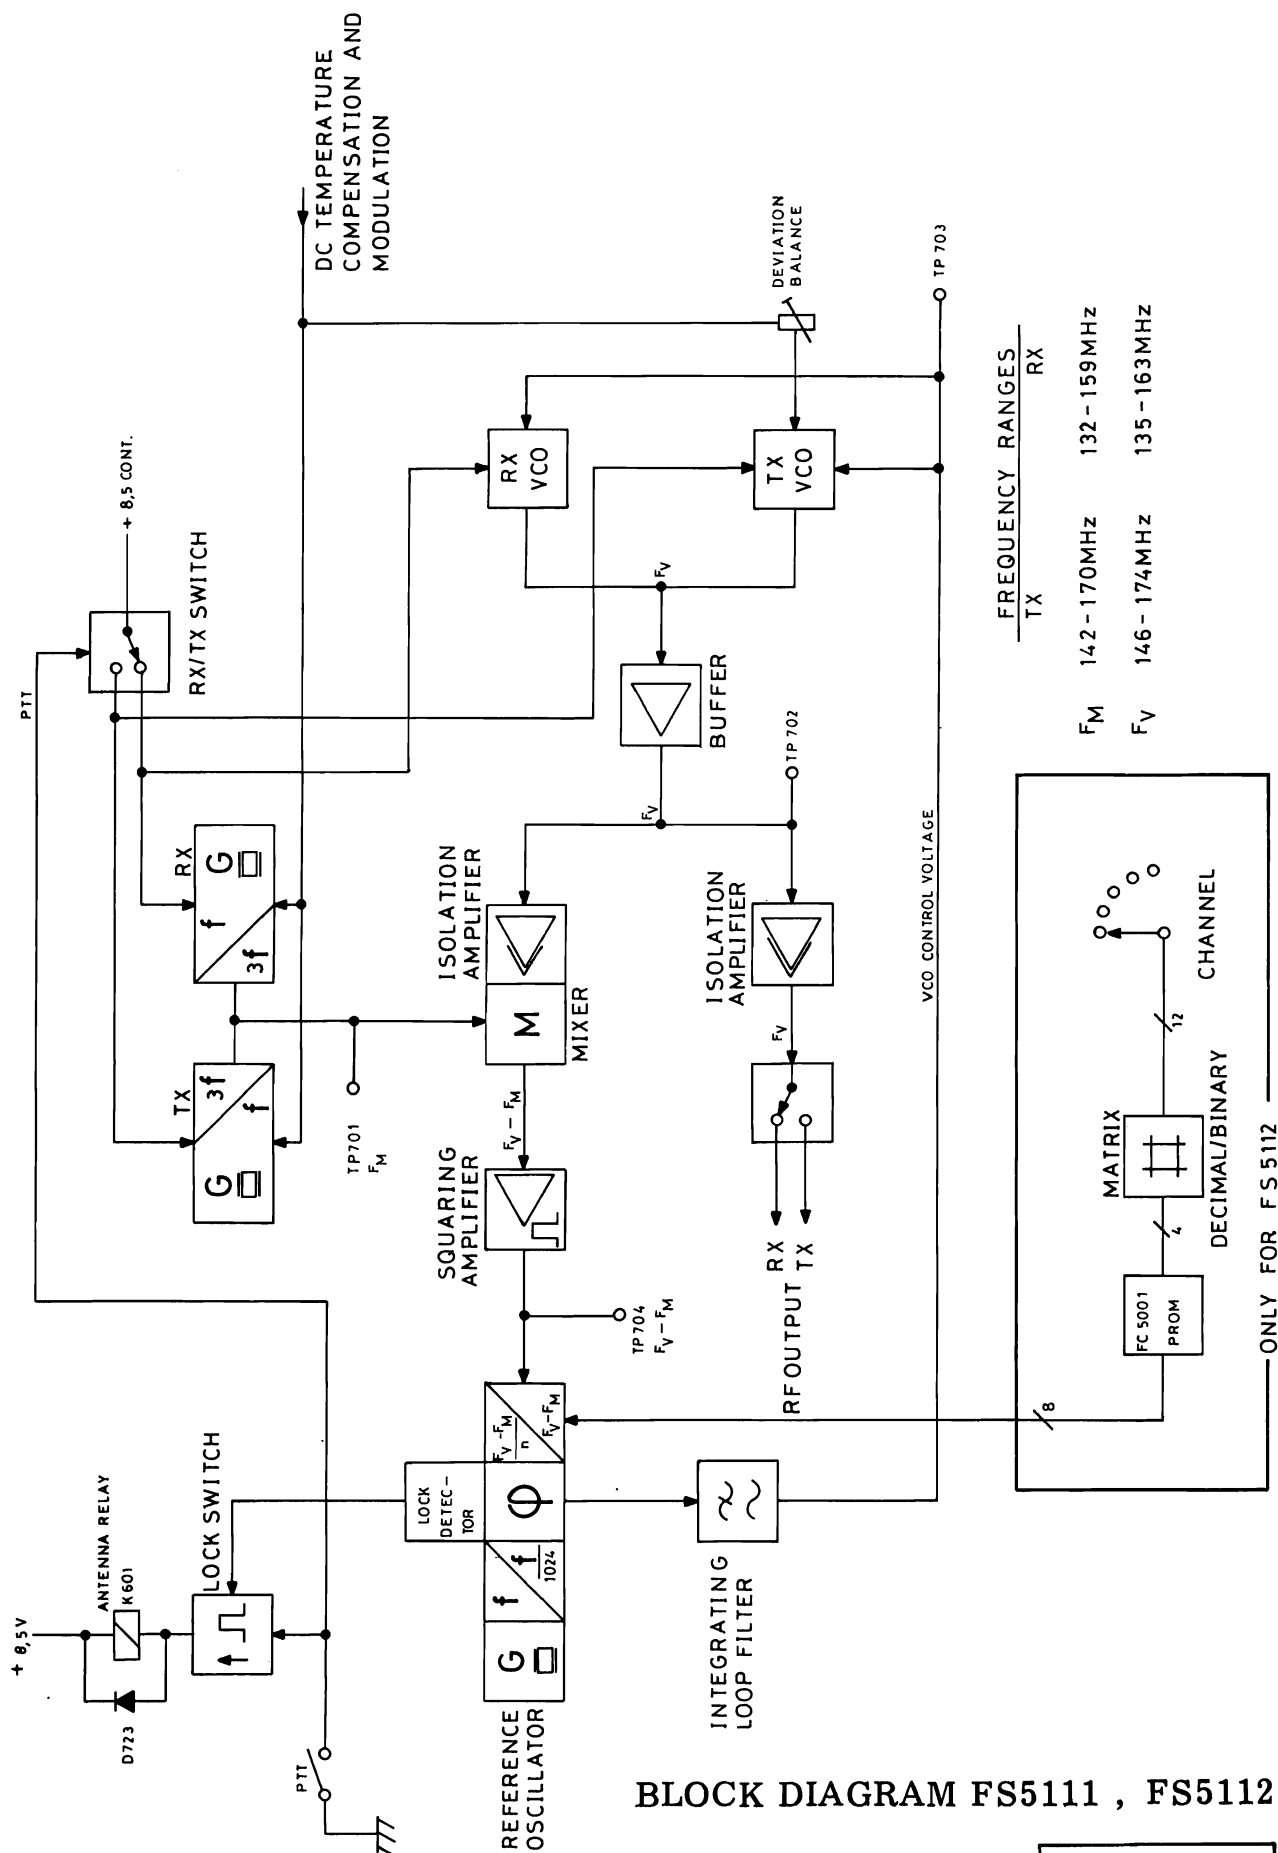 + 8,5V
ANTENNA RELAY
K601
D723
LOCK SWITCH
PTT
PTT
+ 8,5 CONT.
RX/TX SWITCH
DC TEMPERATURE
COMPENSATION AND
MODULATION
TX
G
3f
f
RX
G
f
3f
TP701
FM
REFERENCE
OSCILLATOR
G
f
f
1024
φ
LOCK
DETEC-
TOR
FV - FM
n
FV - FM
SQUARING
AMPLIFIER
TP704
FV - FM
FV - FM
ISOLATION
AMPLIFIER
M
MIXER
RX
VCO
TX
VCO
DEVIATION
BALANCE
FV
BUFFER
FV
TP 702
ISOLATION
AMPLIFIER
FV
RF OUTPUT
RX
TX
INTEGRATING
LOOP FILTER
VCO CONTROL VOLTAGE
TP 703
FREQUENCY RANGES
TX RX
FM 142-170MHz 132-159MHz
FV 146-174MHz 135-163MHz
8
FC 5001
PROM
4
MATRIX
DECIMAL/BINARY
12
CHANNEL
ONLY FOR FS5112
BLOCK DIAGRAM FS5111 , FS5112